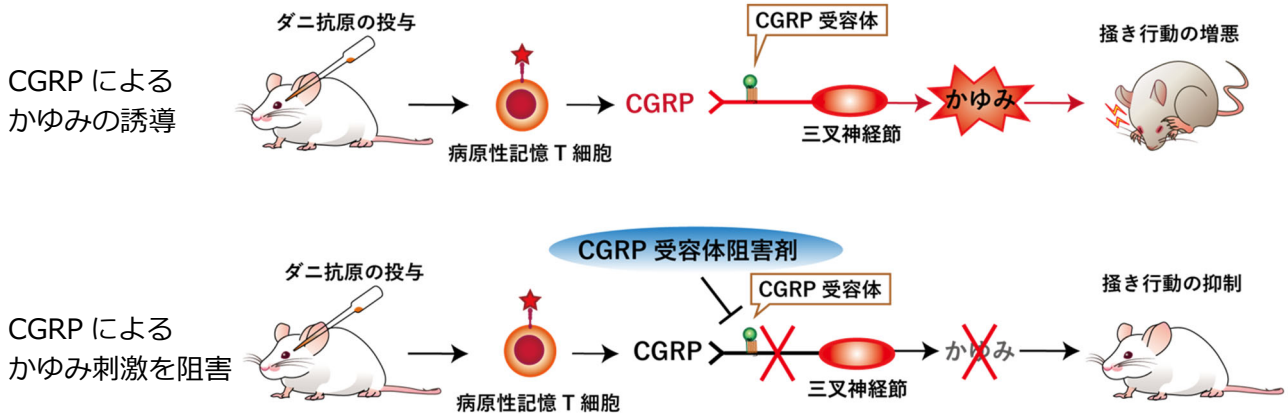 CGRP による
かゆみの誘導
ダニ抗原の投与
病原性記憶 T 細胞
CGRP
CGRP 受容体
三叉神経節
かゆみ
掻き行動の増悪
CGRP による
かゆみ刺激を阻害
ダニ抗原の投与
病原性記憶 T 細胞
CGRP 受容体阻害剤
CGRP
CGRP 受容体
三叉神経節
かゆみ
掻き行動の抑制